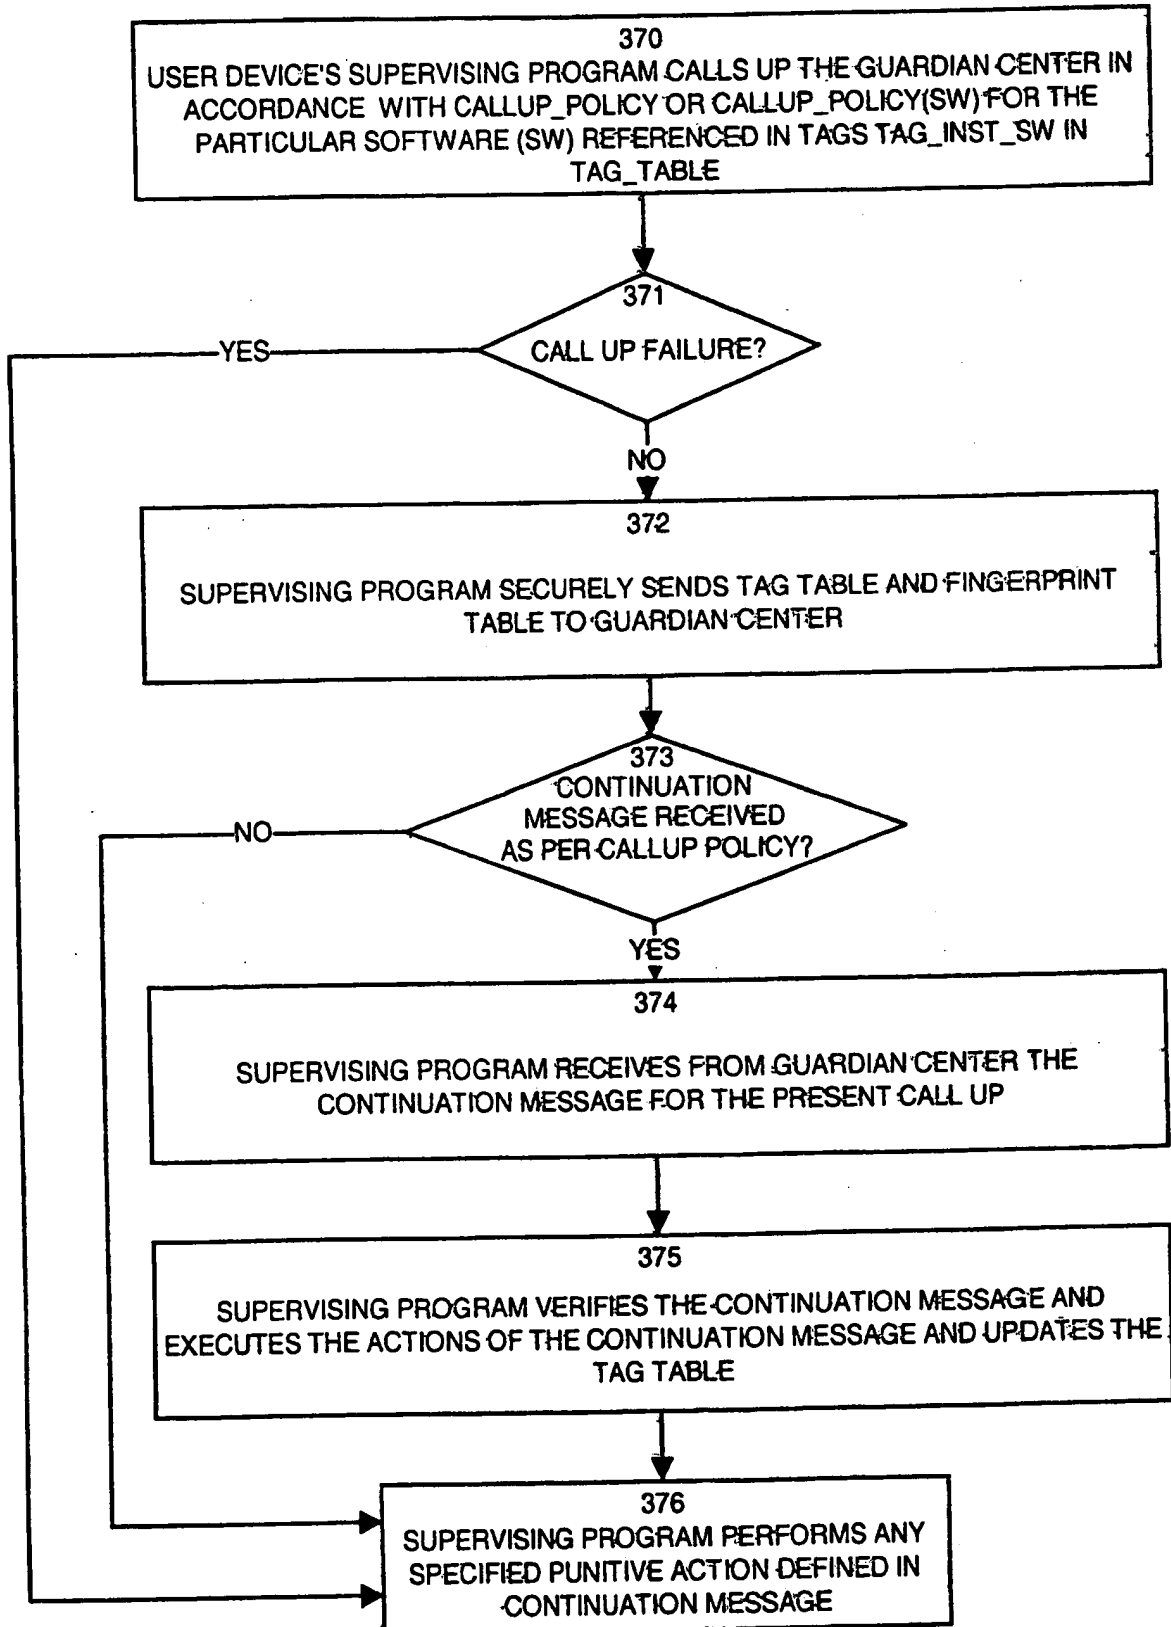 370
USER DEVICE'S SUPERVISING PROGRAM CALLS UP THE GUARDIAN CENTER IN
ACCORDANCE WITH CALLUP_POLICY OR CALLUP_POLICY(SW) FOR THE
PARTICULAR SOFTWARE (SW) REFERENCED IN TAGS TAG_INST_SW IN
TAG_TABLE
371
CALL UP FAILURE?
YES
NO
372
SUPERVISING PROGRAM SECURELY SENDS TAG TABLE AND FINGERPRINT
TABLE TO GUARDIAN CENTER
373
CONTINUATION
MESSAGE RECEIVED
AS PER CALLUP POLICY?
NO
YES
374
SUPERVISING PROGRAM RECEIVES FROM GUARDIAN CENTER THE
CONTINUATION MESSAGE FOR THE PRESENT CALL UP
375
SUPERVISING PROGRAM VERIFIES THE CONTINUATION MESSAGE AND
EXECUTES THE ACTIONS OF THE CONTINUATION MESSAGE AND UPDATES THE
TAG TABLE
376
SUPERVISING PROGRAM PERFORMS ANY
SPECIFIED PUNITIVE ACTION DEFINED IN
CONTINUATION MESSAGE